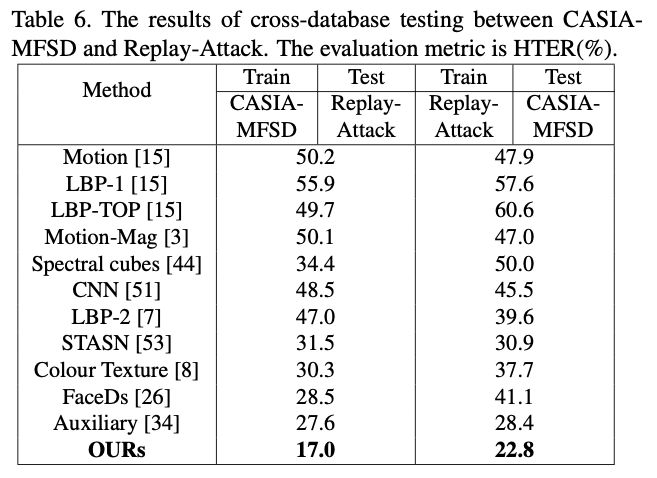 Table 6. The results of cross-database testing between CASIA-
MFSD and Replay-Attack. The evaluation metric is HTER(%).
Method Train Test Train Test
CASIA-MFSD Replay-Attack Replay-Attack CASIA-MFSD
Motion [15] 50.2 47.9
LBP-1 [15] 55.9 57.6
LBP-TOP [15] 49.7 60.6
Motion-Mag [3] 50.1 47.0
Spectral cubes [44] 34.4 50.0
CNN [51] 48.5 45.5
LBP-2 [7] 47.0 39.6
STASN [53] 31.5 30.9
Colour Texture [8] 30.3 37.7
FaceDs [26] 28.5 41.1
Auxiliary [34] 27.6 28.4
OURs 17.0 22.8